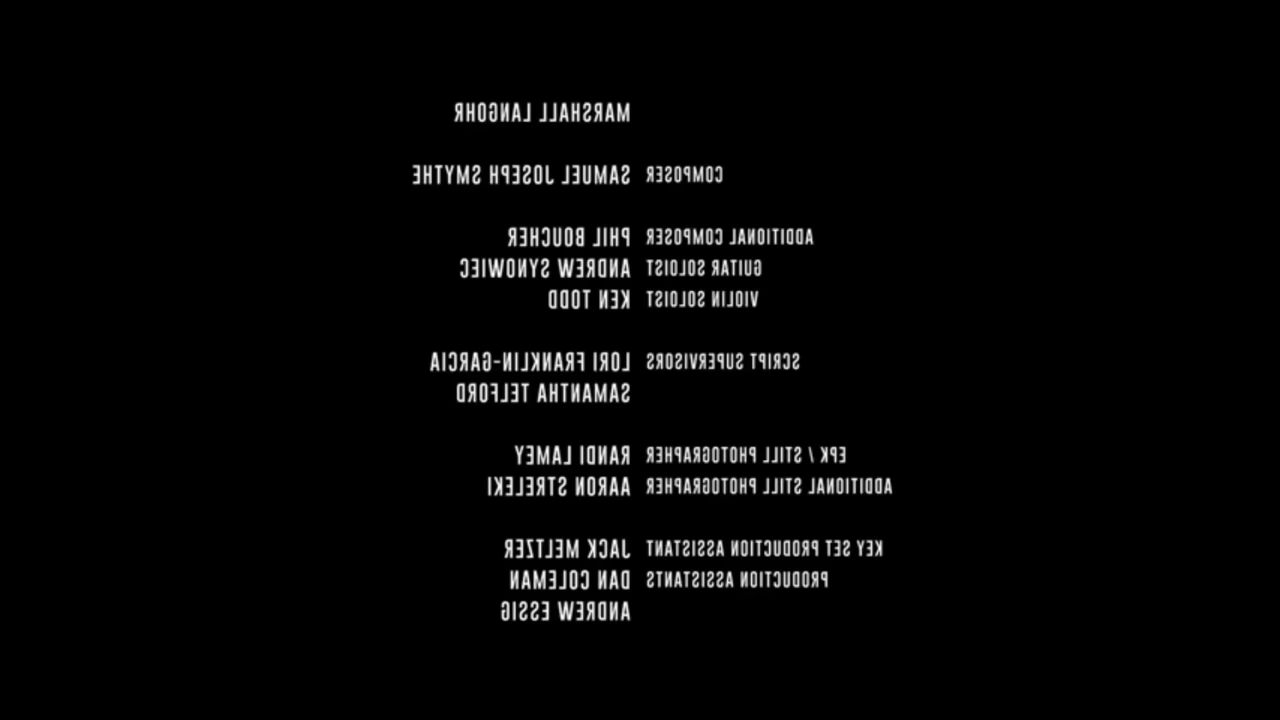 MARSHALL LANGOHR
COMPOSER SAMUEL JOSEPH SMYTHE
ADDITIONAL COMPOSER PHIL BOUCHER
GUITAR SOLOIST ANDREW SYNOWIEC
VIOLIN SOLOIST KEN TODD
SCRIPT SUPERVISORS LORI FRANKLIN-GARCIA
SAMANTHA TELFORD
EPK / STILL PHOTOGRAPHER RANDI LAMEY
ADDITIONAL STILL PHOTOGRAPHER AARON STRELEKI
KEY SET PRODUCTION ASSISTANT JACK MELTZER
PRODUCTION ASSISTANTS DAN COLEMAN
ANDREW ESSIG